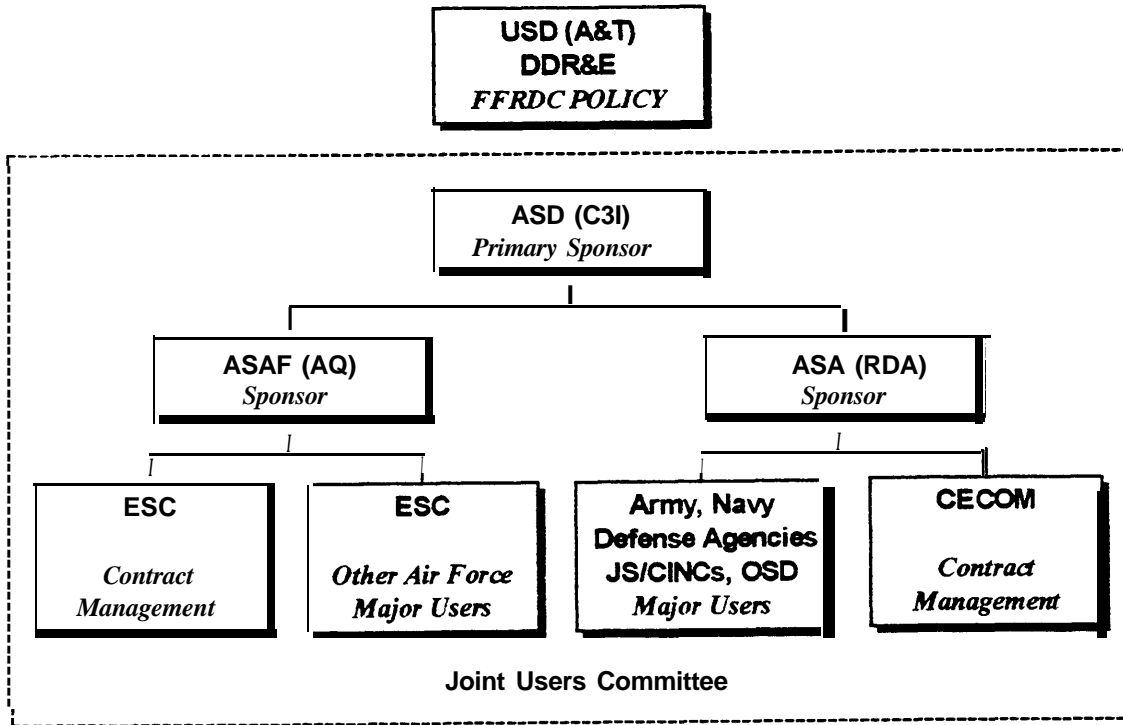 USD (A&T)
DDR&E
FFRDC POLICY
ASD (C3I)
Primary Sponsor
ASAF (AQ)
Sponsor
ASA (RDA)
Sponsor
ESC
Contract
Management
ESC
Other Air Force
Major Users
Army, Navy
Defense Agencies
JS/CINCs, OSD
Major Users
CECOM
Contract
Management
Joint Users Committee